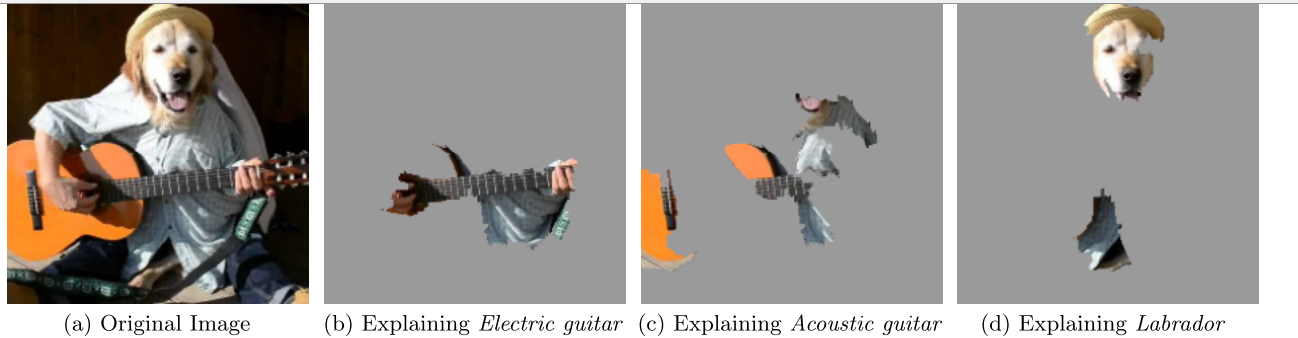 (a) Original Image
(b) Explaining Electric guitar
(c) Explaining Acoustic guitar
(d) Explaining Labrador